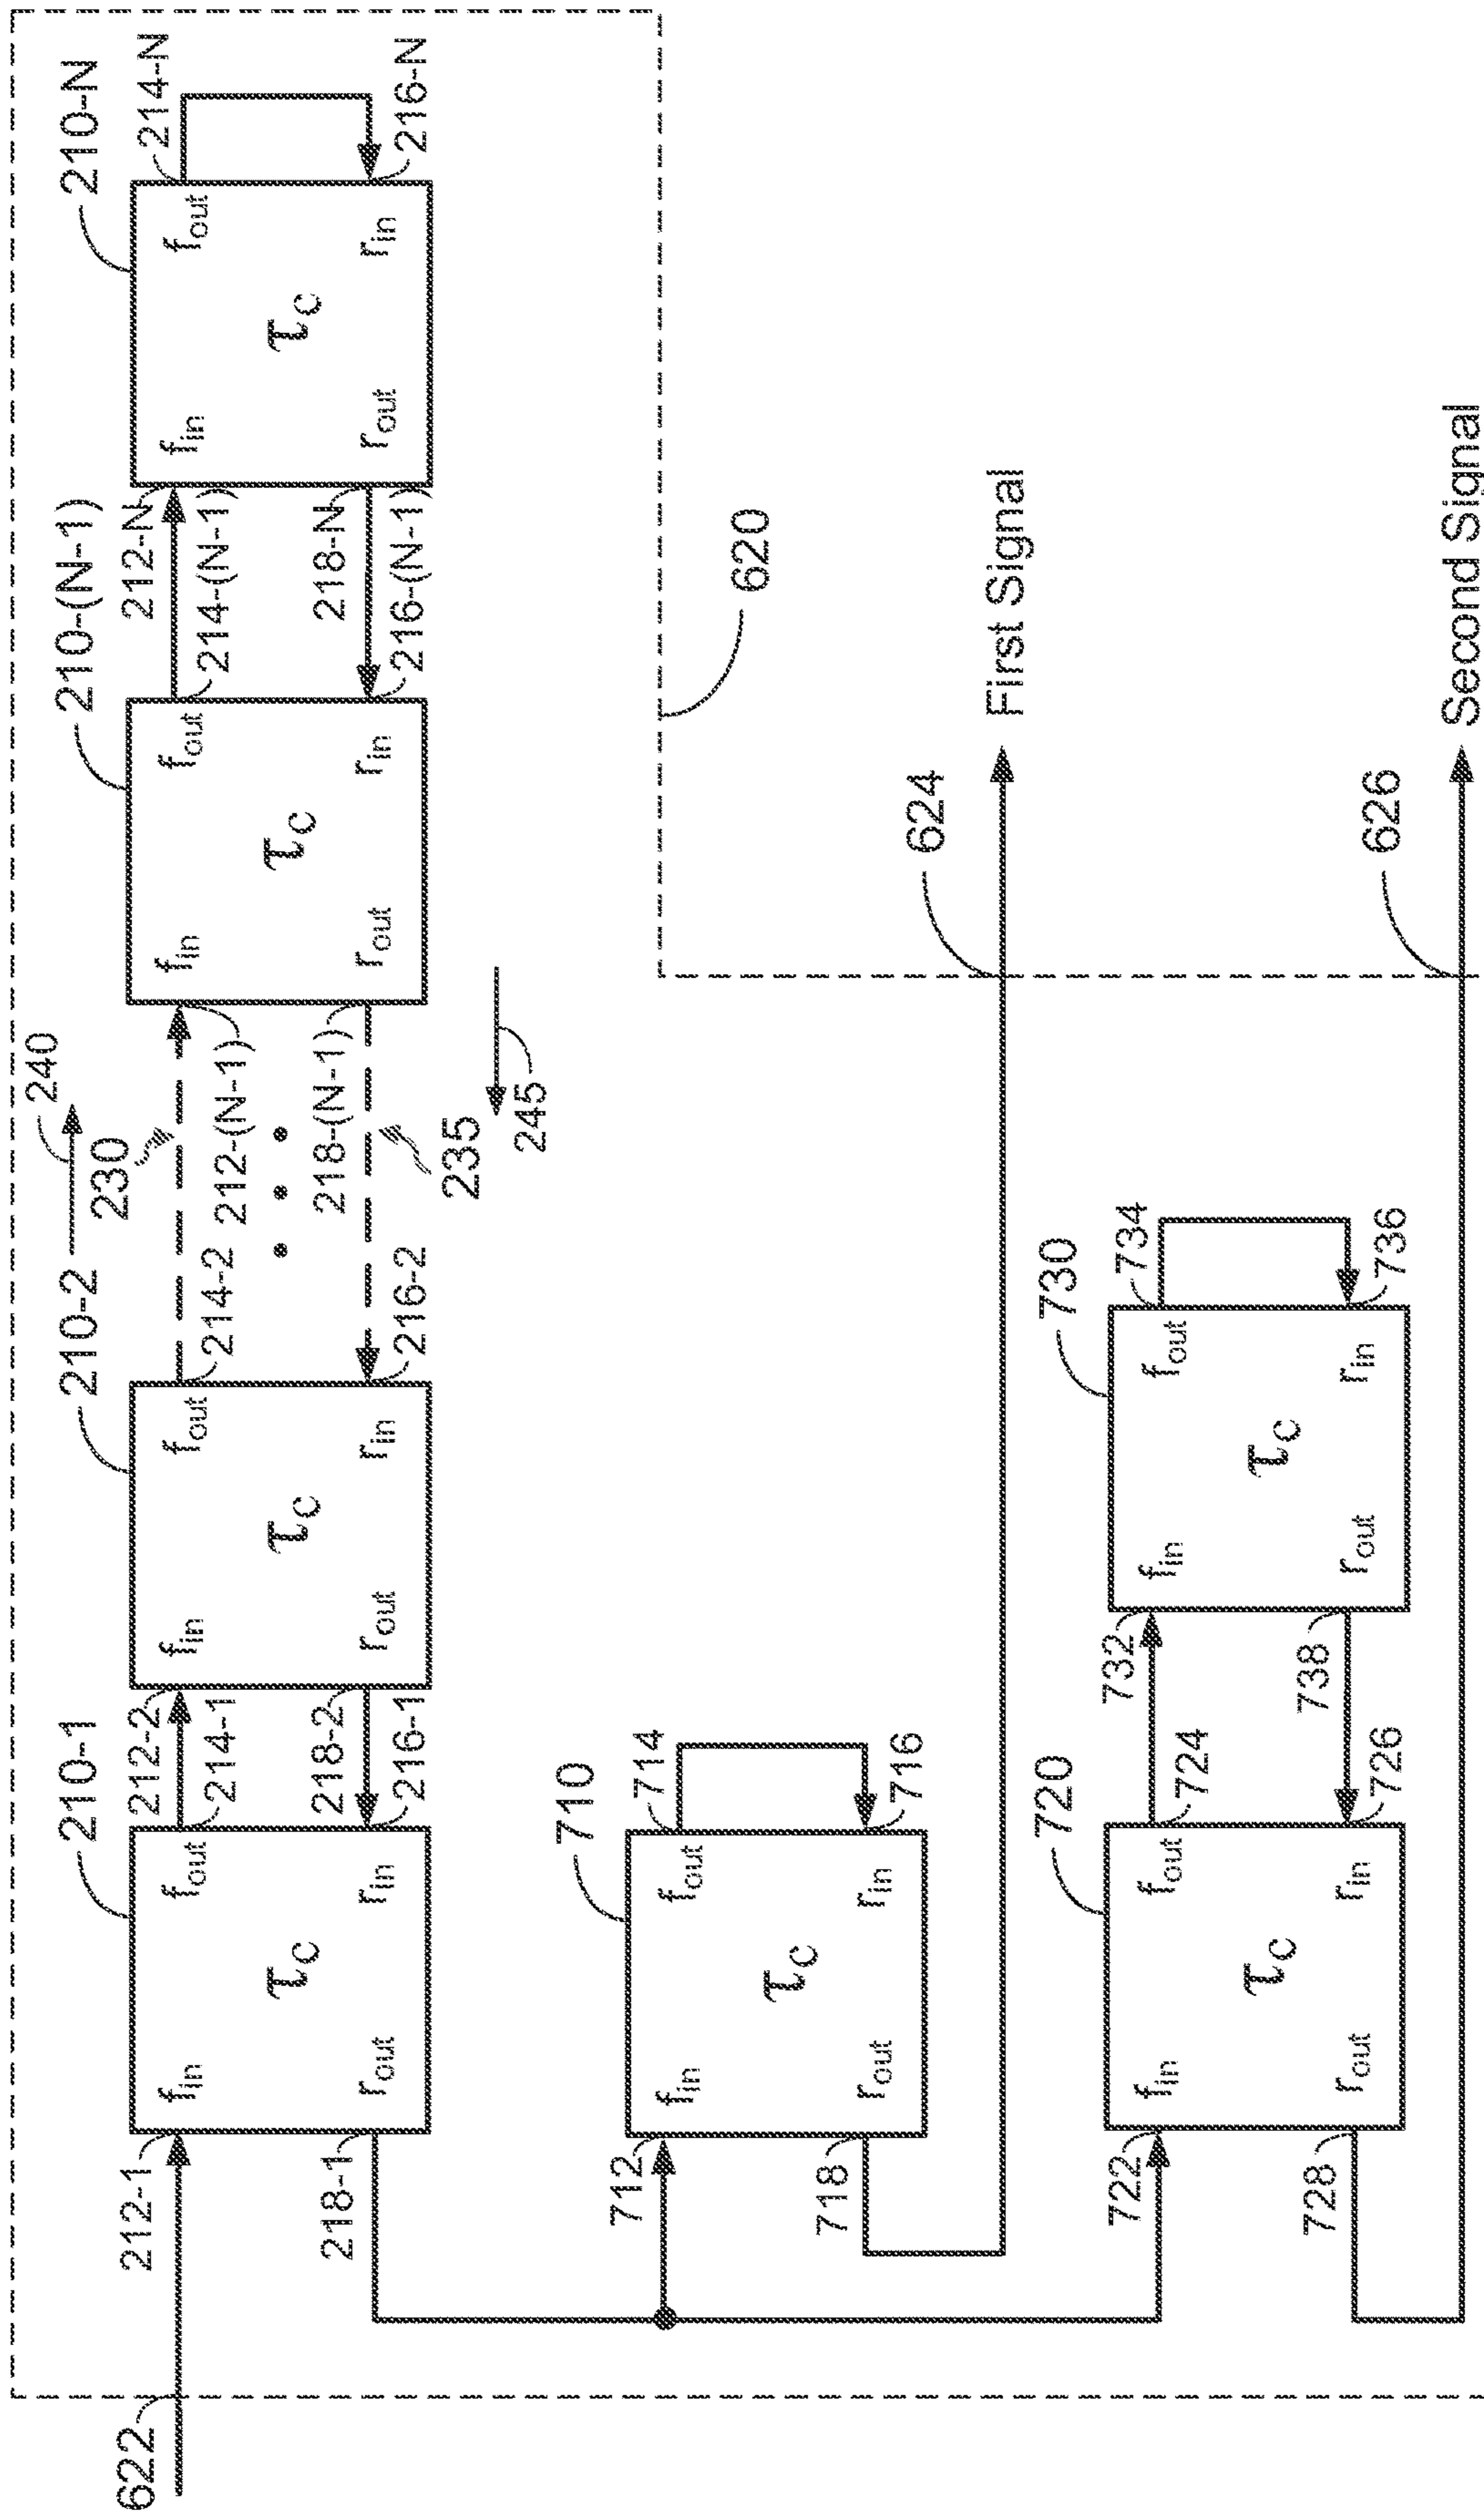 210-1
210-2
240
230
210-(N-1)
210-N
622
212-1
f_in
f_out
τ_c
r_out
r_in
218-1
212-2
214-1
218-2
216-1
f_in
f_out
τ_c
r_out
r_in
214-2
212-(N-1)
218-(N-1)
216-2
235
245
f_in
f_out
τ_c
r_out
r_in
212-N
214-(N-1)
218-N
216-(N-1)
f_in
f_out
τ_c
r_out
r_in
214-N
216-N
620
710
712
f_in
f_out
τ_c
r_out
r_in
714
716
718
624
First Signal
720
730
722
f_in
f_out
τ_c
r_out
r_in
728
732
724
738
726
f_in
f_out
τ_c
r_out
r_in
734
736
626
Second Signal